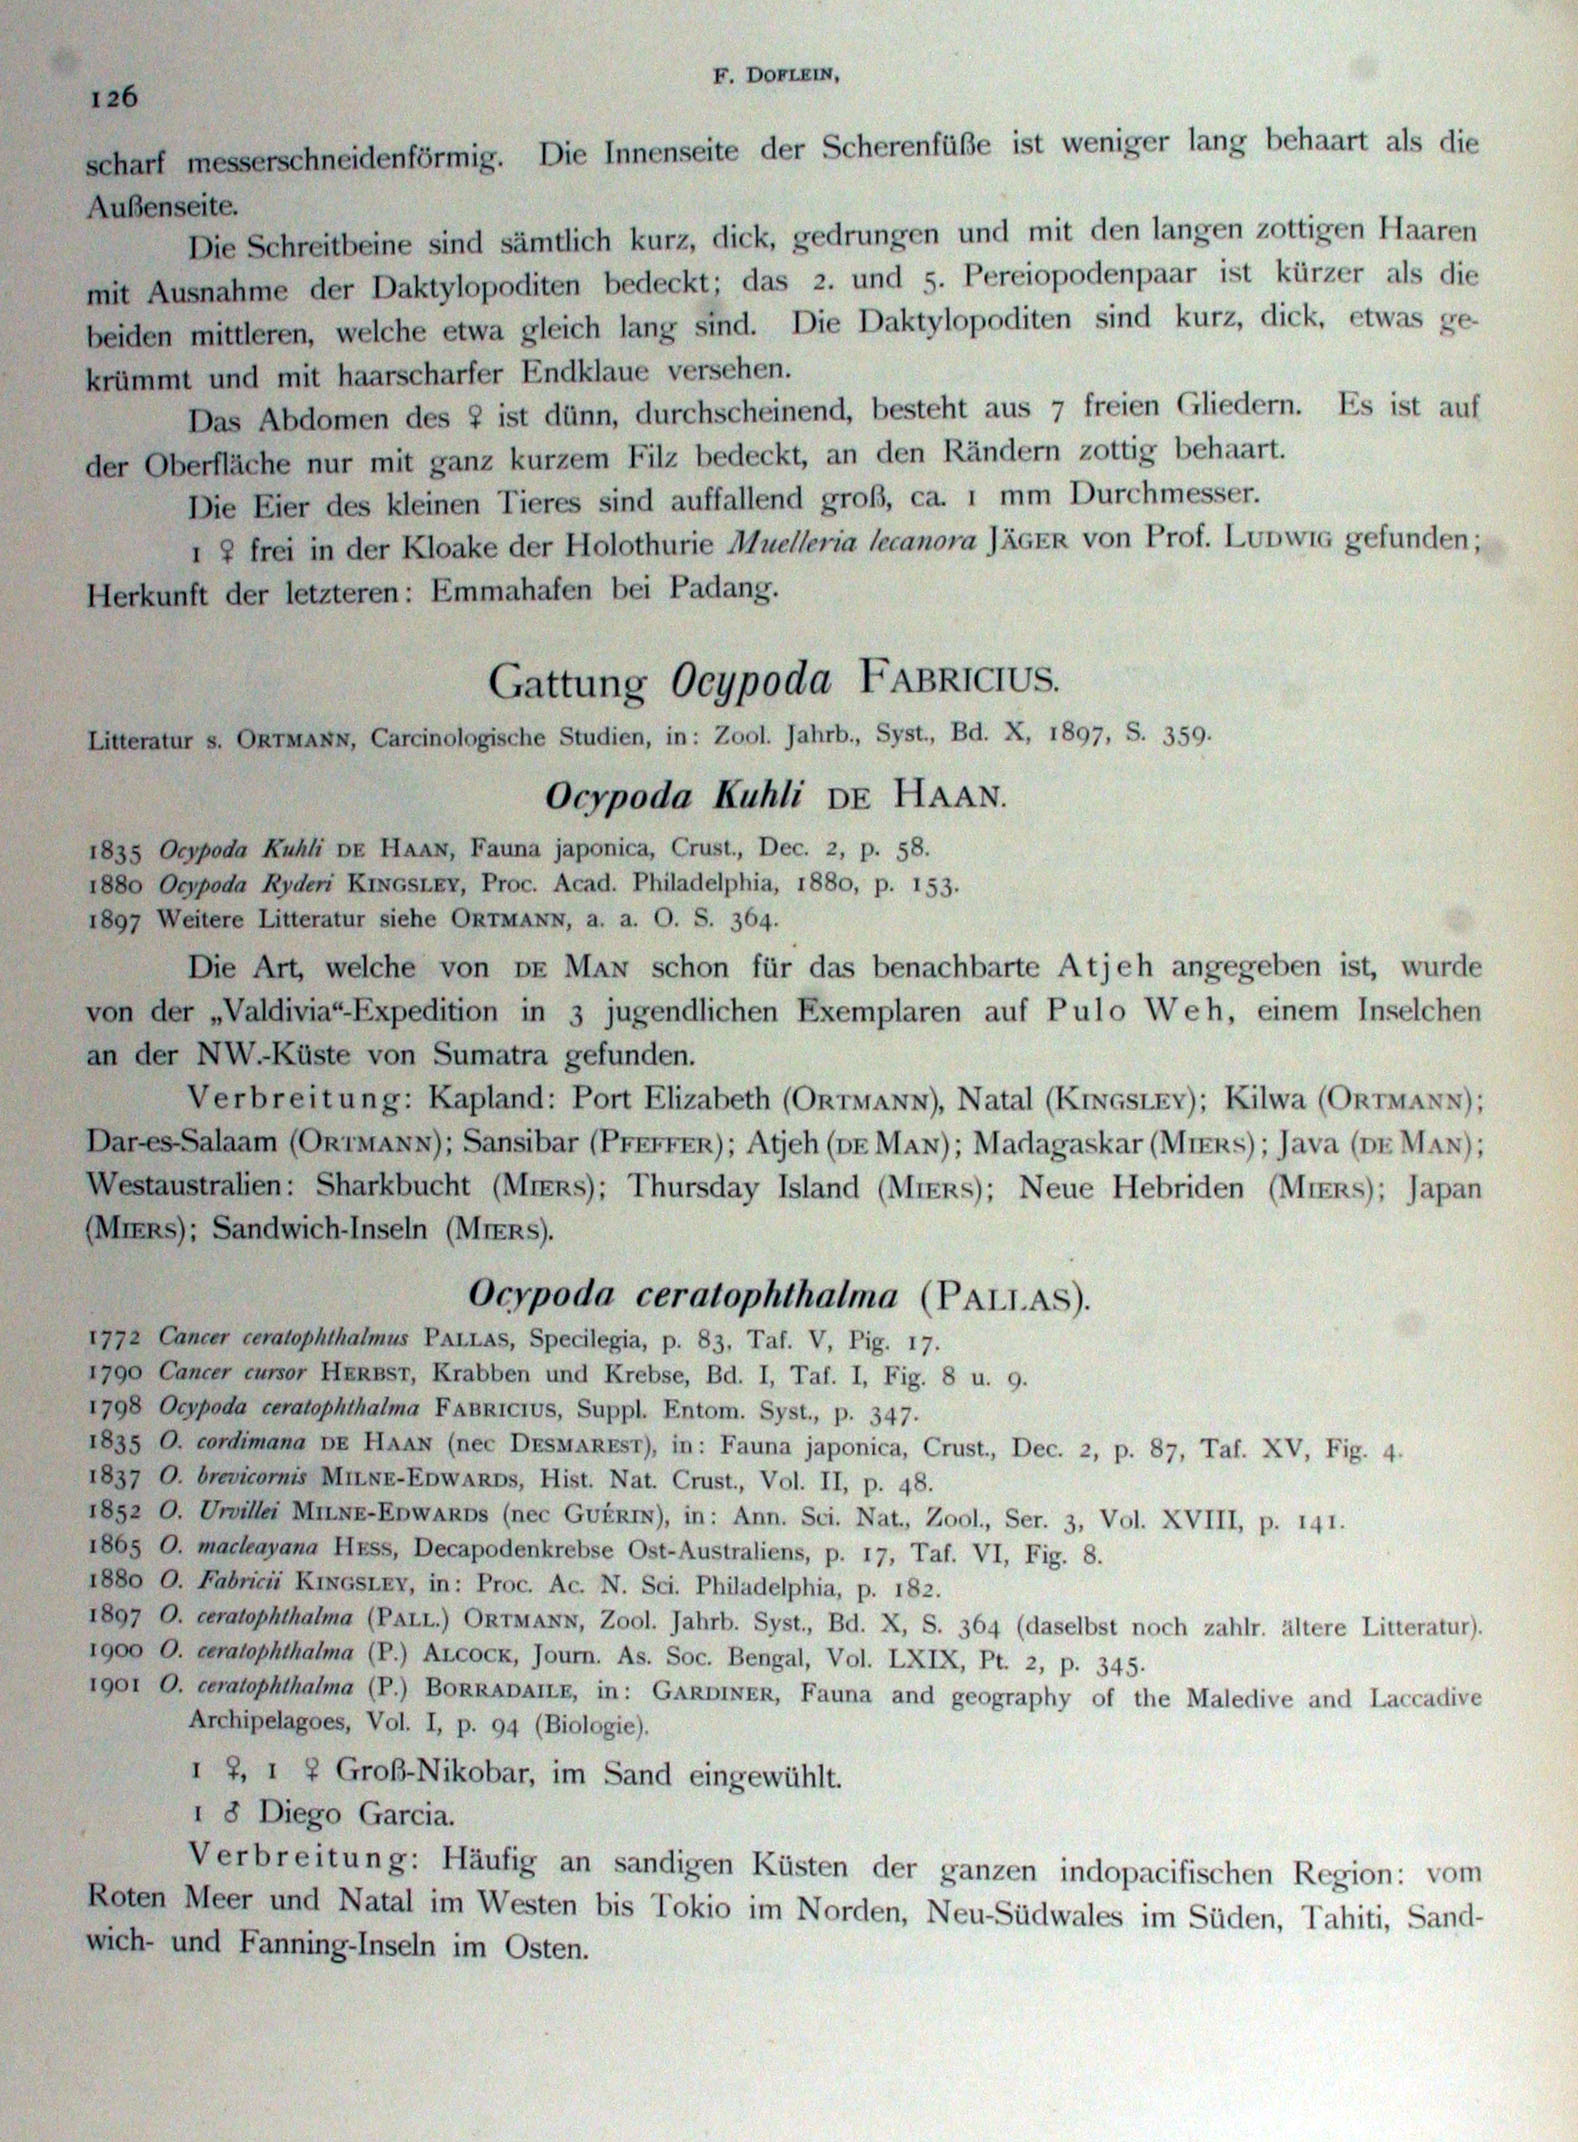 126
F. DOFLEIN,
scharf messerschneidenförmig. Die Innenseite der Scherenfüße ist weniger lang behaart als die
Außenseite.
Die Schreitbeine sind sämtlich kurz, dick, gedrungen und mit den langen zottigen Haaren
mit Ausnahme der Daktylopoditen bedeckt; das 2. und 5. Pereiopodenpaar ist kürzer als die
beiden mittleren, welche etwa gleich lang sind. Die Daktylopoditen sind kurz, dick, etwas ge-
krümmt und mit haarscharfer Endklaue versehen.
Das Abdomen des ♀ ist dünn, durchscheinend, besteht aus 7 freien Gliedern. Es ist auf
der Oberfläche nur mit ganz kurzem Filz bedeckt, an den Rändern zottig behaart.
Die Eier des kleinen Tieres sind auffallend groß, ca. 1 mm Durchmesser.
1 ♀ frei in der Kloake der Holothurie Muelleria lecanora JÄGER von Prof. LUDWIG gefunden;
Herkunft der letzteren: Emmahafen bei Padang.
Gattung Ocypoda FABRICIUS.
Litteratur s. ORTMANN, Carcinologische Studien, in: Zool. Jahrb., Syst., Bd. X, 1897, S. 359.
Ocypoda Kuhli DE HAAN.
1835 Ocypoda Kuhli DE HAAN, Fauna japonica, Crust., Dec. 2, p. 58.
1880 Ocypoda Ryderi KINGSLEY, Proc. Acad. Philadelphia, 1880, p. 153.
1897 Weitere Litteratur siehe ORTMANN, a. a. O. S. 364.
Die Art, welche von DE MAN schon für das benachbarte Atjeh angegeben ist, wurde
von der „Valdivia“-Expedition in 3 jugendlichen Exemplaren auf Pulo Weh, einem Inselchen
an der NW.-Küste von Sumatra gefunden.
Verbreitung: Kapland: Port Elizabeth (ORTMANN), Natal (KINGSLEY); Kilwa (ORTMANN);
Dar-es-Salaam (ORTMANN); Sansibar (PFEFFER); Atjeh (DE MAN); Madagaskar (MIERS); Java (DE MAN);
Westaustralien: Sharkbucht (MIERS); Thursday Island (MIERS); Neue Hebriden (MIERS); Japan
(MIERS); Sandwich-Inseln (MIERS).
Ocypoda ceratophthalma (PALLAS).
1772 Cancer ceratophthalmus PALLAS, Specilegia, p. 83, Taf. V, Pig. 17.
1790 Cancer cursor HERBST, Krabben und Krebse, Bd. I, Taf. I, Fig. 8 u. 9.
1798 Ocypoda ceratophthalma FABRICIUS, Suppl. Entom. Syst., p. 347.
1835 O. cordimana DE HAAN (nec DESMAREST), in: Fauna japonica, Crust., Dec. 2, p. 87, Taf. XV, Fig. 4.
1837 O. brevicornis MILNE-EDWARDS, Hist. Nat. Crust., Vol. II, p. 48.
1852 O. Urvillei MILNE-EDWARDS (nec GUÉRIN), in: Ann. Sci. Nat., Zool., Ser. 3, Vol. XVIII, p. 141.
1865 O. macleayana HESS, Decapodenkrebse Ost-Australiens, p. 17, Taf. VI, Fig. 8.
1880 O. Fabricii KINGSLEY, in: Proc. Ac. N. Sci. Philadelphia, p. 182.
1897 O. ceratophthalma (PALL.) ORTMANN, Zool. Jahrb. Syst., Bd. X, S. 364 (daselbst noch zahlr. ältere Litteratur).
1900 O. ceratophthalma (P.) ALCOCK, Journ. As. Soc. Bengal, Vol. LXIX, Pt. 2, p. 345.
1901 O. ceratophthalma (P.) BORRADAILE, in: GARDINER, Fauna and geography of the Maledive and Laccadive
Archipelagoes, Vol. I, p. 94 (Biologie).
1 ♀, 1 ♀ Groß-Nikobar, im Sand eingewühlt.
1 ♂ Diego Garcia.
Verbreitung: Häufig an sandigen Küsten der ganzen indopacifischen Region: vom
Roten Meer und Natal im Westen bis Tokio im Norden, Neu-Südwales im Süden, Tahiti, Sand-
wich- und Fanning-Inseln im Osten.